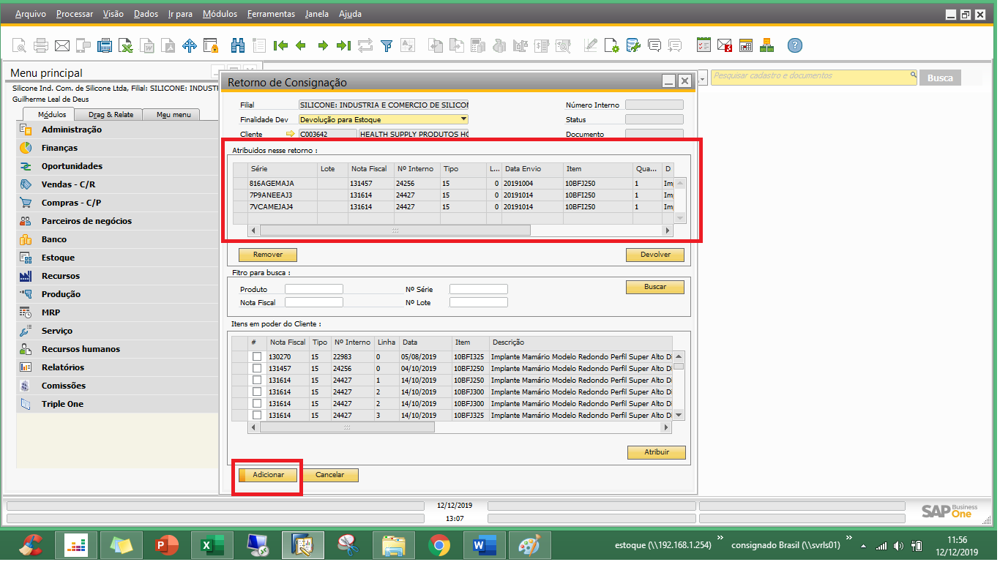 Arquivo Processar Visão Dados Ir para Módulos Ferramentas Janela Ajuda
Menu principal
Silicone Ind. Com. de Silicone Ltda, Filial: SILICONE: INDUSTI
Guilherme Leal de Deus
Módulos Drag & Relate Meu menu
Administração
Finanças
Oportunidades
Vendas - C/R
Compras - C/P
Parceiros de negócios
Banco
Estoque
Recursos
Produção
MRP
Serviço
Recursos humanos
Relatórios
Comissões
Triple One
Pesquisar cadastro e documentos Busca
Retorno de Consignação
Filial SILICONE: INDUSTRIA E COMERCIO DE SILICO Número Interno
Finalidade Dev Devolução para Estoque Status
Cliente C003642 HEALTH SUPPLY PRODUTOS HO Documento
Atribuidos nesse retorno :
Série Lote Nota Fiscal Nº Interno Tipo L... Data Envio Item Qua... D
816AGEMAJA 131457 24256 15 0 20191004 10BFJ250 1 Im
7P9ANEEAJ3 131614 24427 15 0 20191014 10BFI250 1 Im
7VCAMEJAJ4 131614 24427 15 0 20191014 10BFI250 1 Im
Remover Devolver
Fitro para busca :
Produto Nº Série Buscar
Nota Fiscal Nº Lote
Itens em poder do Cliente :
# Nota Fiscal Tipo Nº Interno Linha Data Item Descrição
130270 15 22983 0 05/08/2019 10BFI325 Implante Mamário Modelo Redondo Perfil Super Alto DI
131457 15 24256 0 04/10/2019 10BFJ250 Implante Mamário Modelo Redondo Perfil Super Alto DI
131614 15 24427 1 14/10/2019 10BFJ250 Implante Mamário Modelo Redondo Perfil Super Alto DI
131614 15 24427 2 14/10/2019 10BFJ300 Implante Mamário Modelo Redondo Perfil Super Alto DI
131614 15 24427 2 14/10/2019 10BFJ300 Implante Mamário Modelo Redondo Perfil Super Alto DI
131614 15 24427 3 14/10/2019 10BFJ325 Implante Mamário Modelo Redondo Perfil Super Alto DI
Atribuir
Adicionar Cancelar
12/12/2019
13:07
SAP Business One
estoque (\\192.168.1.254) » consignado Brasil (\\svrls01) » 11:56
12/12/2019